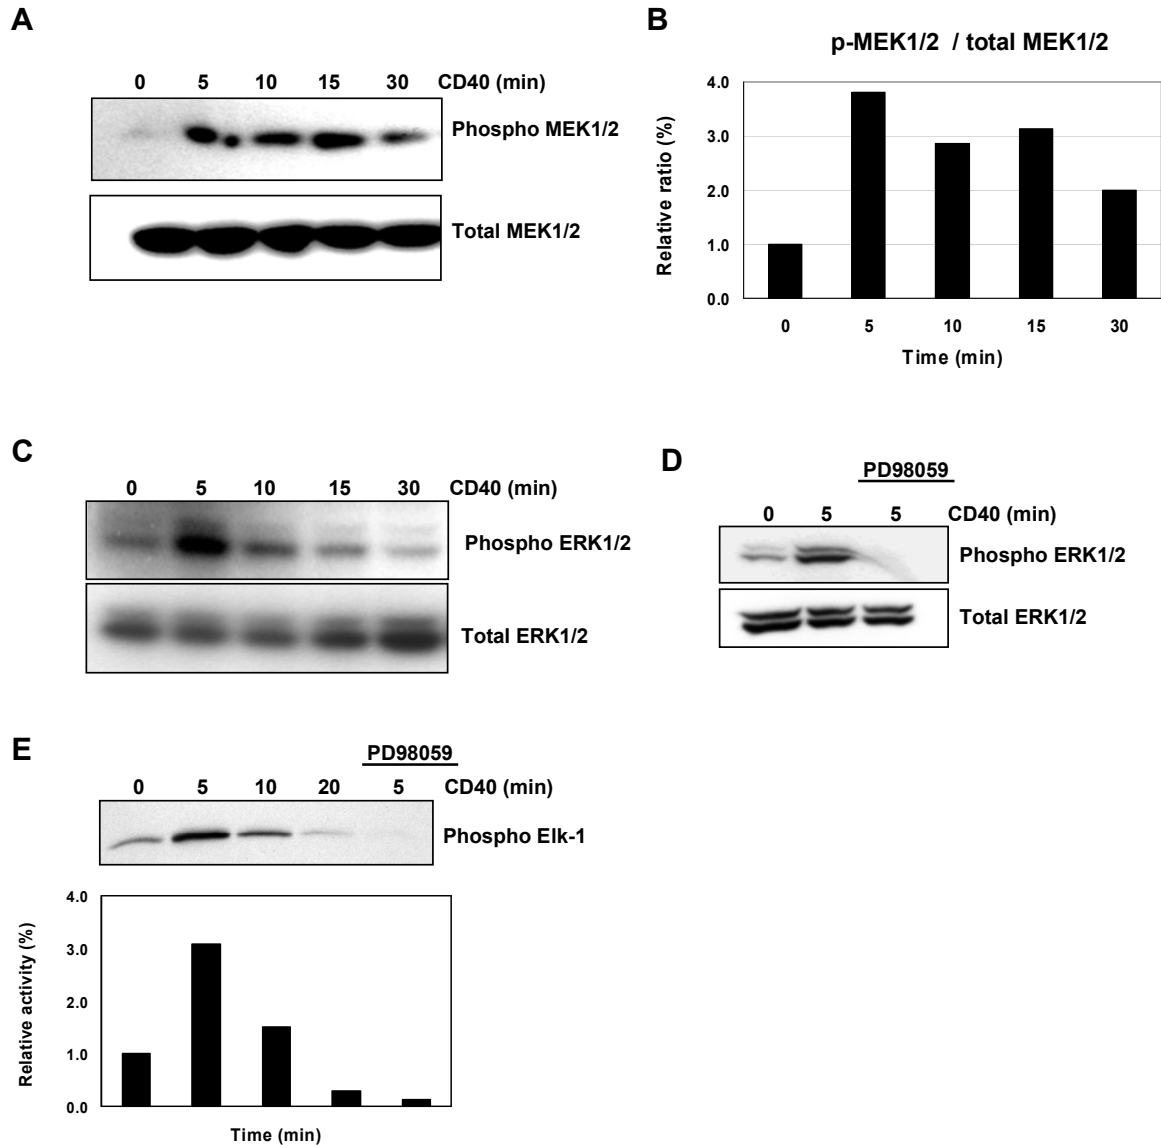 A
0 5 10 15 30 CD40 (min)
Phospho MEK1/2
Total MEK1/2
B
p-MEK1/2 / total MEK1/2
Relative ratio (%)
4.0
3.0
2.0
1.0
0.0
0 5 10 15 30
Time (min)
C
0 5 10 15 30 CD40 (min)
Phospho ERK1/2
Total ERK1/2
D
PD98059
0 5 5 CD40 (min)
Phospho ERK1/2
Total ERK1/2
E
PD98059
0 5 10 20 5 CD40 (min)
Phospho Elk-1
Relative activity (%)
4.0
3.0
2.0
1.0
0.0
Time (min)